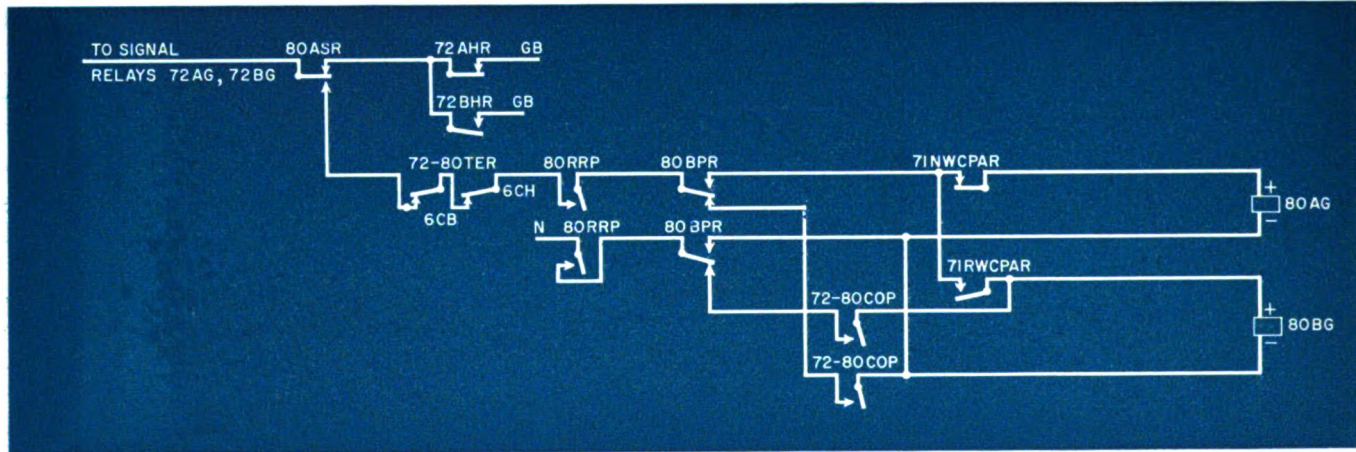 TO SIGNAL
80ASR
72AHR
GB
RELAYS 72AG, 72BG
72BHR
GB
72-80TER
80RRP
80BPR
71NWCPAR
6CH
6CB
+
80AG
−
N
80RRP
80BPR
71RWCPAR
72-80COP
+
80BG
−
72-80COP